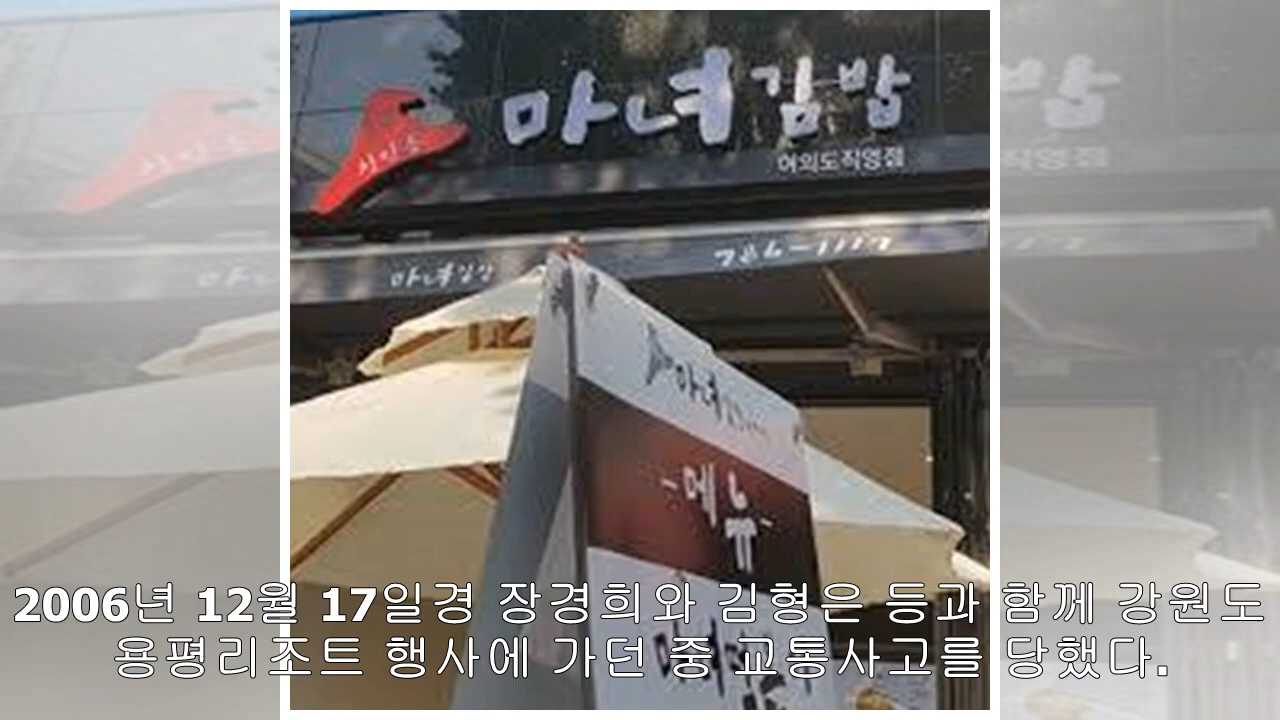 마녀김밥
여의도직영점
마녀김밥
마녀
-메뉴-
2006년 12월 17일경 장경희와 김형은 등과 함께 강원도
용평리조트 행사에 가던 중 교통사고를 당했다.